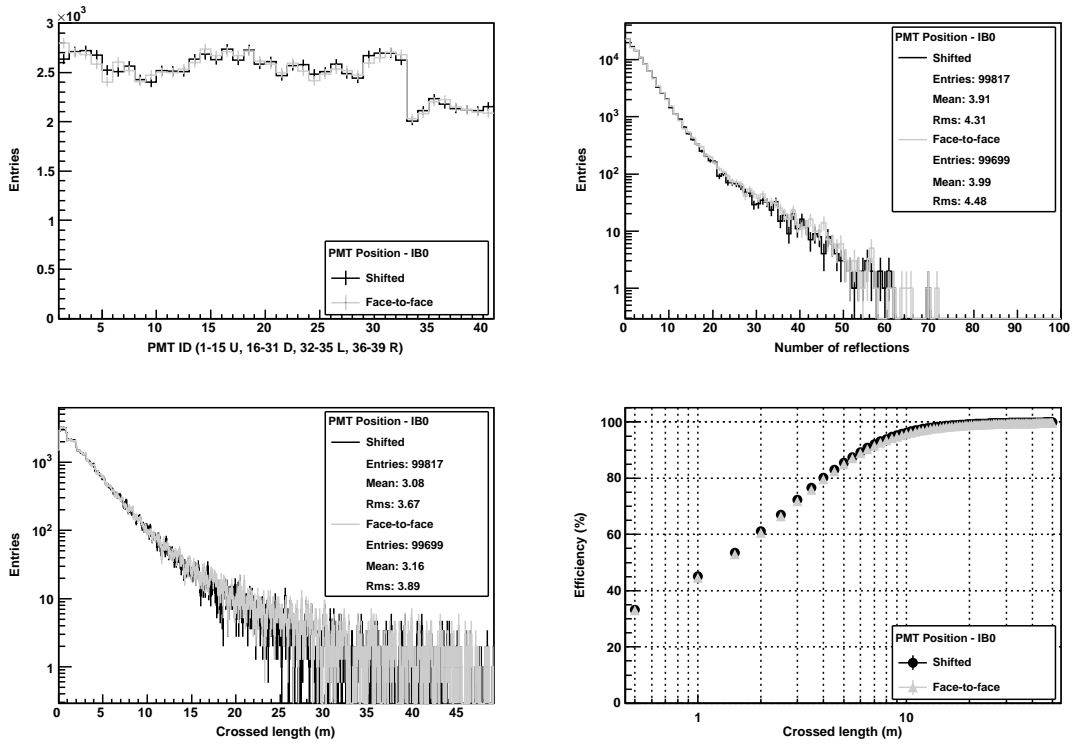 ×10³
3
2.5
2
1.5
1
0.5
0
Entries
5 10 15 20 25 30 35 40
PMT ID (1-15 U, 16-31 D, 32-35 L, 36-39 R)
PMT Position - IB0
Shifted
Face-to-face
10⁴
10³
10²
10
1
Entries
0 10 20 30 40 50 60 70 80 90 100
Number of reflections
PMT Position - IB0
Shifted
Entries: 99817
Mean: 3.91
Rms: 4.31
Face-to-face
Entries: 99699
Mean: 3.99
Rms: 4.48
10³
10²
10
1
Entries
0 5 10 15 20 25 30 35 40 45
Crossed length (m)
PMT Position - IB0
Shifted
Entries: 99817
Mean: 3.08
Rms: 3.67
Face-to-face
Entries: 99699
Mean: 3.16
Rms: 3.89
100
80
60
40
20
0
Efficiency (%)
1 10
Crossed length (m)
PMT Position - IB0
Shifted
Face-to-face